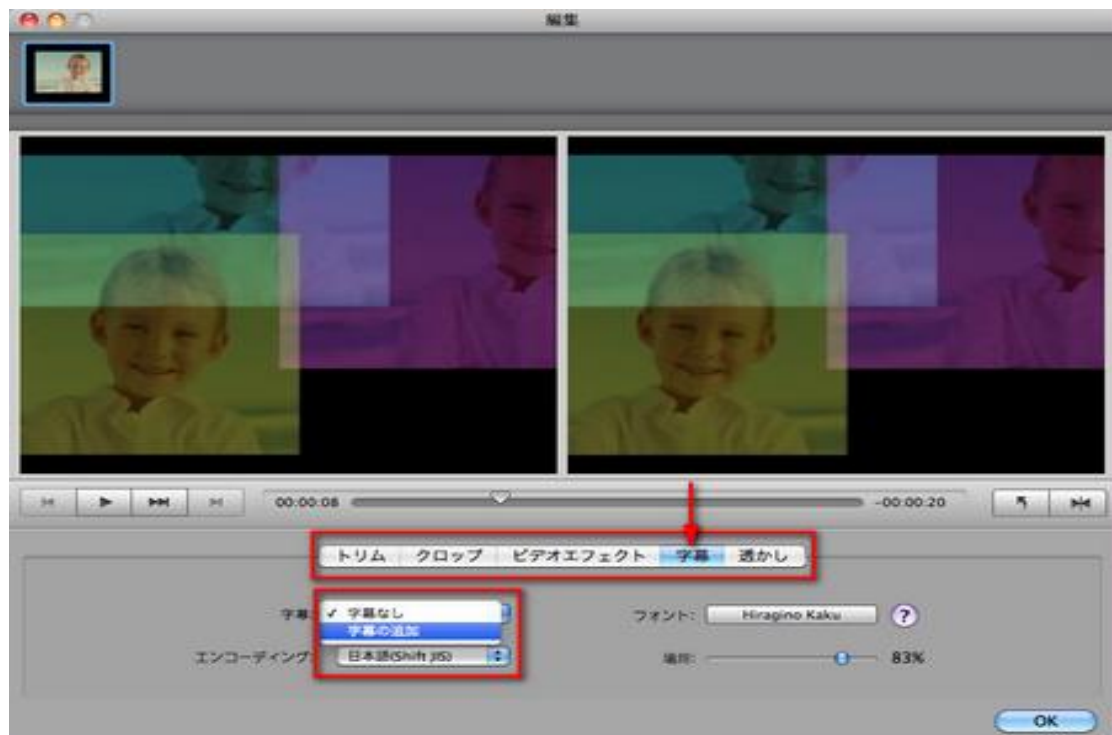 編集
00:00:08
-00:00:20
トリム クロップ ビデオエフェクト 字幕 透かし
字幕: ✓ 字幕なし
字幕の追加
フォント: Hiragino Kaku ?
エンコーディング: 日本語(Shift JIS)
83%
OK